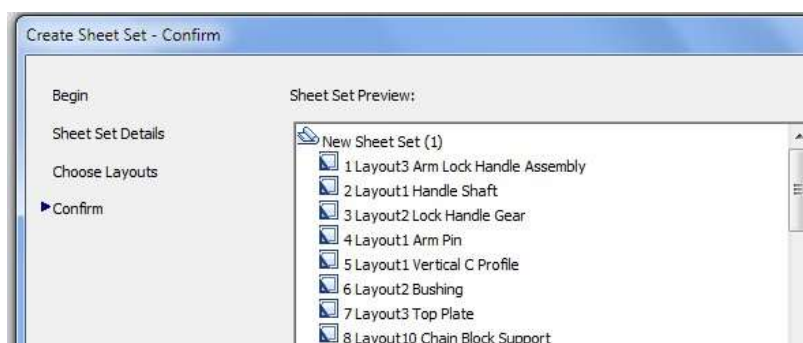 Create Sheet Set - Confirm
Begin
Sheet Set Details
Choose Layouts
Confirm
Sheet Set Preview:
New Sheet Set (1)
1 Layout3 Arm Lock Handle Assembly
2 Layout1 Handle Shaft
3 Layout2 Lock Handle Gear
4 Layout1 Arm Pin
5 Layout1 Vertical C Profile
6 Layout2 Bushing
7 Layout3 Top Plate
8 Layout10 Chain Block Support